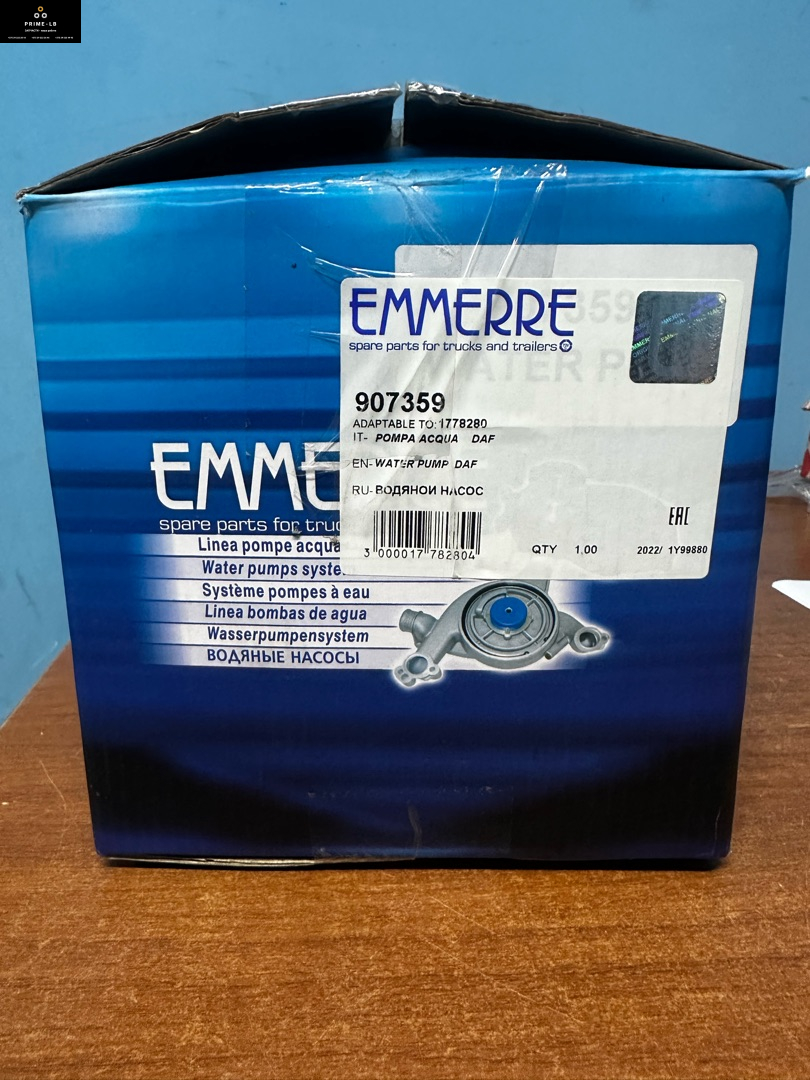 PRIME-LB
EMMERRE
spare parts for trucks and trailers
907359
ADAPTABLE TO: 1778280
IT- POMPA ACQUA DAF
EN- WATER PUMP DAF
RU- ВОДЯНОЙ НАСОС
3 000017 782804
QTY 1.00
EAC
2022/ 1Y99880
359
WATER P
EMME
spare parts for truc
Linea pompe acqua
Water pumps syste
Système pompes à eau
Linea bombas de agua
Wasserpumpensystem
ВОДЯНЫЕ НАСОСЫ